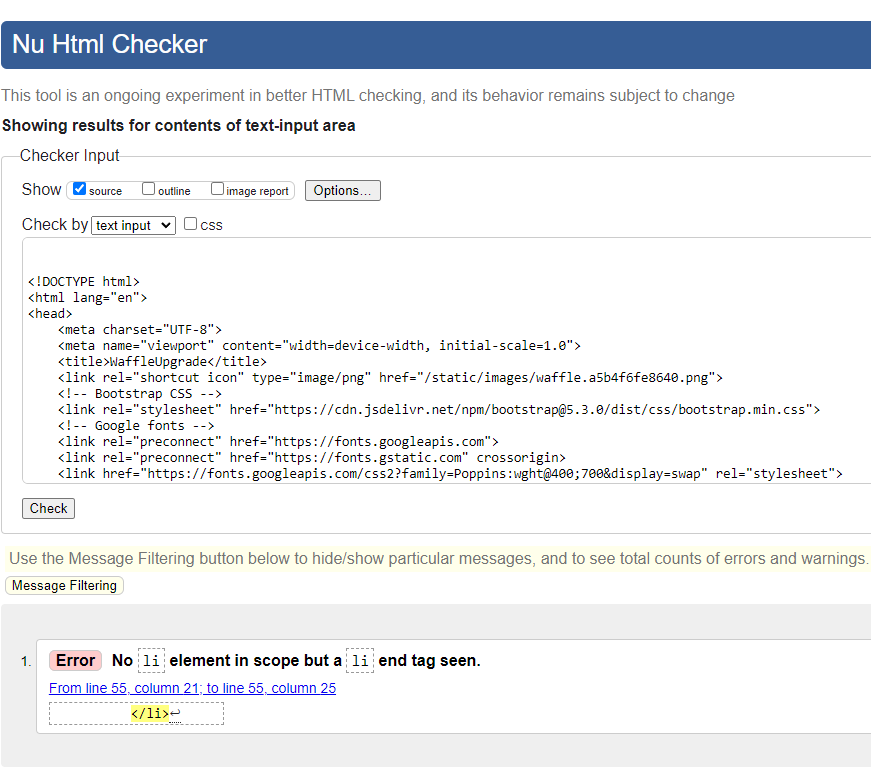 Nu Html Checker
This tool is an ongoing experiment in better HTML checking, and its behavior remains subject to change
Showing results for contents of text-input area
Checker Input
Show source outline image report Options...
Check by text input css
<!DOCTYPE html>
<html lang="en">
<head>
    <meta charset="UTF-8">
    <meta name="viewport" content="width=device-width, initial-scale=1.0">
    <title>WaffleUpgrade</title>
    <link rel="shortcut icon" type="image/png" href="/static/images/waffle.a5b4f6fe8640.png">
    <!-- Bootstrap CSS -->
    <link rel="stylesheet" href="https://cdn.jsdelivr.net/npm/bootstrap@5.3.0/dist/css/bootstrap.min.css">
    <!-- Google fonts -->
    <link rel="preconnect" href="https://fonts.googleapis.com">
    <link rel="preconnect" href="https://fonts.gstatic.com" crossorigin>
    <link href="https://fonts.googleapis.com/css2?family=Poppins:wght@400;700&display=swap" rel="stylesheet">
Check
Use the Message Filtering button below to hide/show particular messages, and to see total counts of errors and warnings.
Message Filtering
1. Error No li element in scope but a li end tag seen.
From line 55, column 21; to line 55, column 25
</li>↩